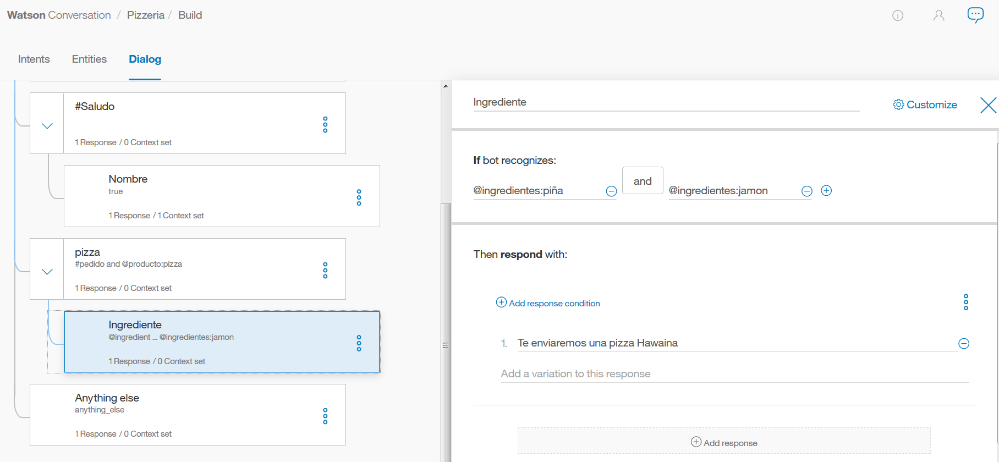 Watson Conversation / Pizzeria / Build
Intents Entities Dialog
#Saludo
1 Response / 0 Context set
Nombre
true
1 Response / 1 Context set
pizza
#pedido and @producto:pizza
1 Response / 0 Context set
Ingrediente
@ingredient ... @ingredientes:jamon
1 Response / 0 Context set
Anything else
anything_else
1 Response / 0 Context set
Ingrediente
Customize
If bot recognizes:
@ingredientes:piña and @ingredientes:jamon
Then respond with:
Add response condition
1. Te enviaremos una pizza Hawaina
Add a variation to this response
Add response